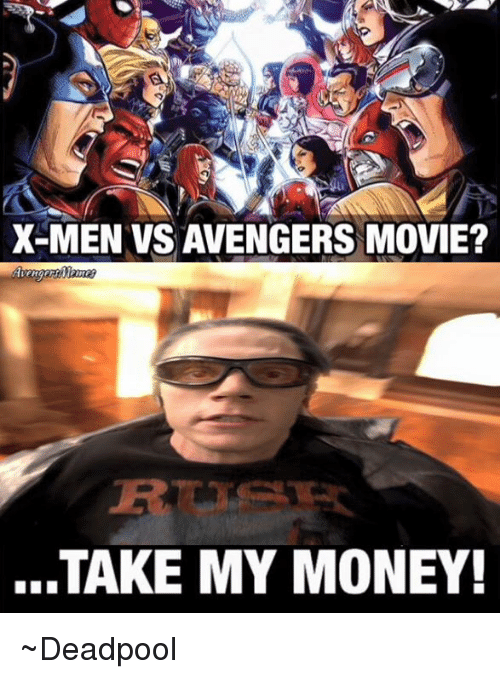 X-MEN VS AVENGERS MOVIE?
AvengersMemes
RUSH
...TAKE MY MONEY!
~Deadpool